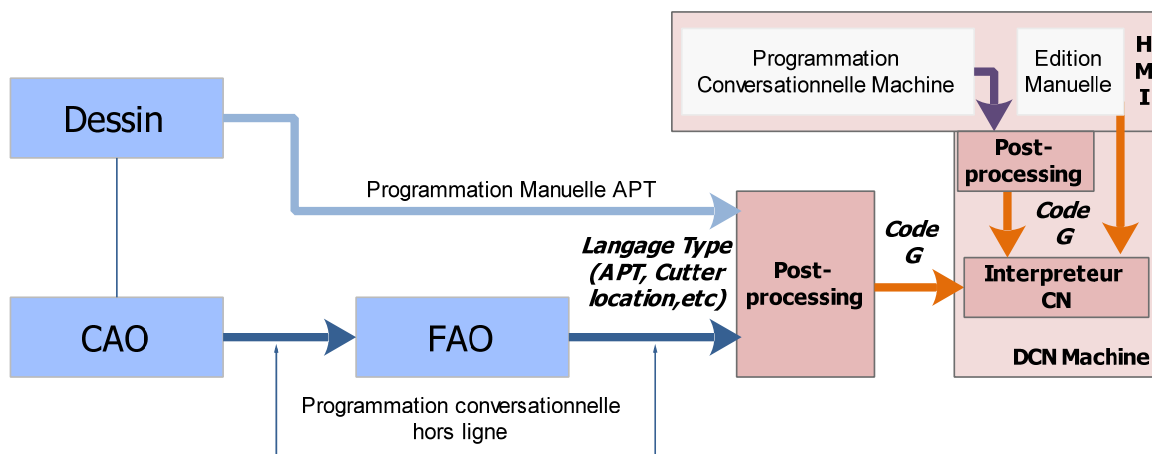 Programmation
Conversationnelle Machine
Edition
Manuelle
H
M
I
Dessin
Post-
processing
Programmation Manuelle APT
Code
G
Code
G
Langage Type
(APT, Cutter
location,etc)
Post-
processing
Interpreteur
CN
CAO
FAO
DCN Machine
Programmation conversationnelle
hors ligne